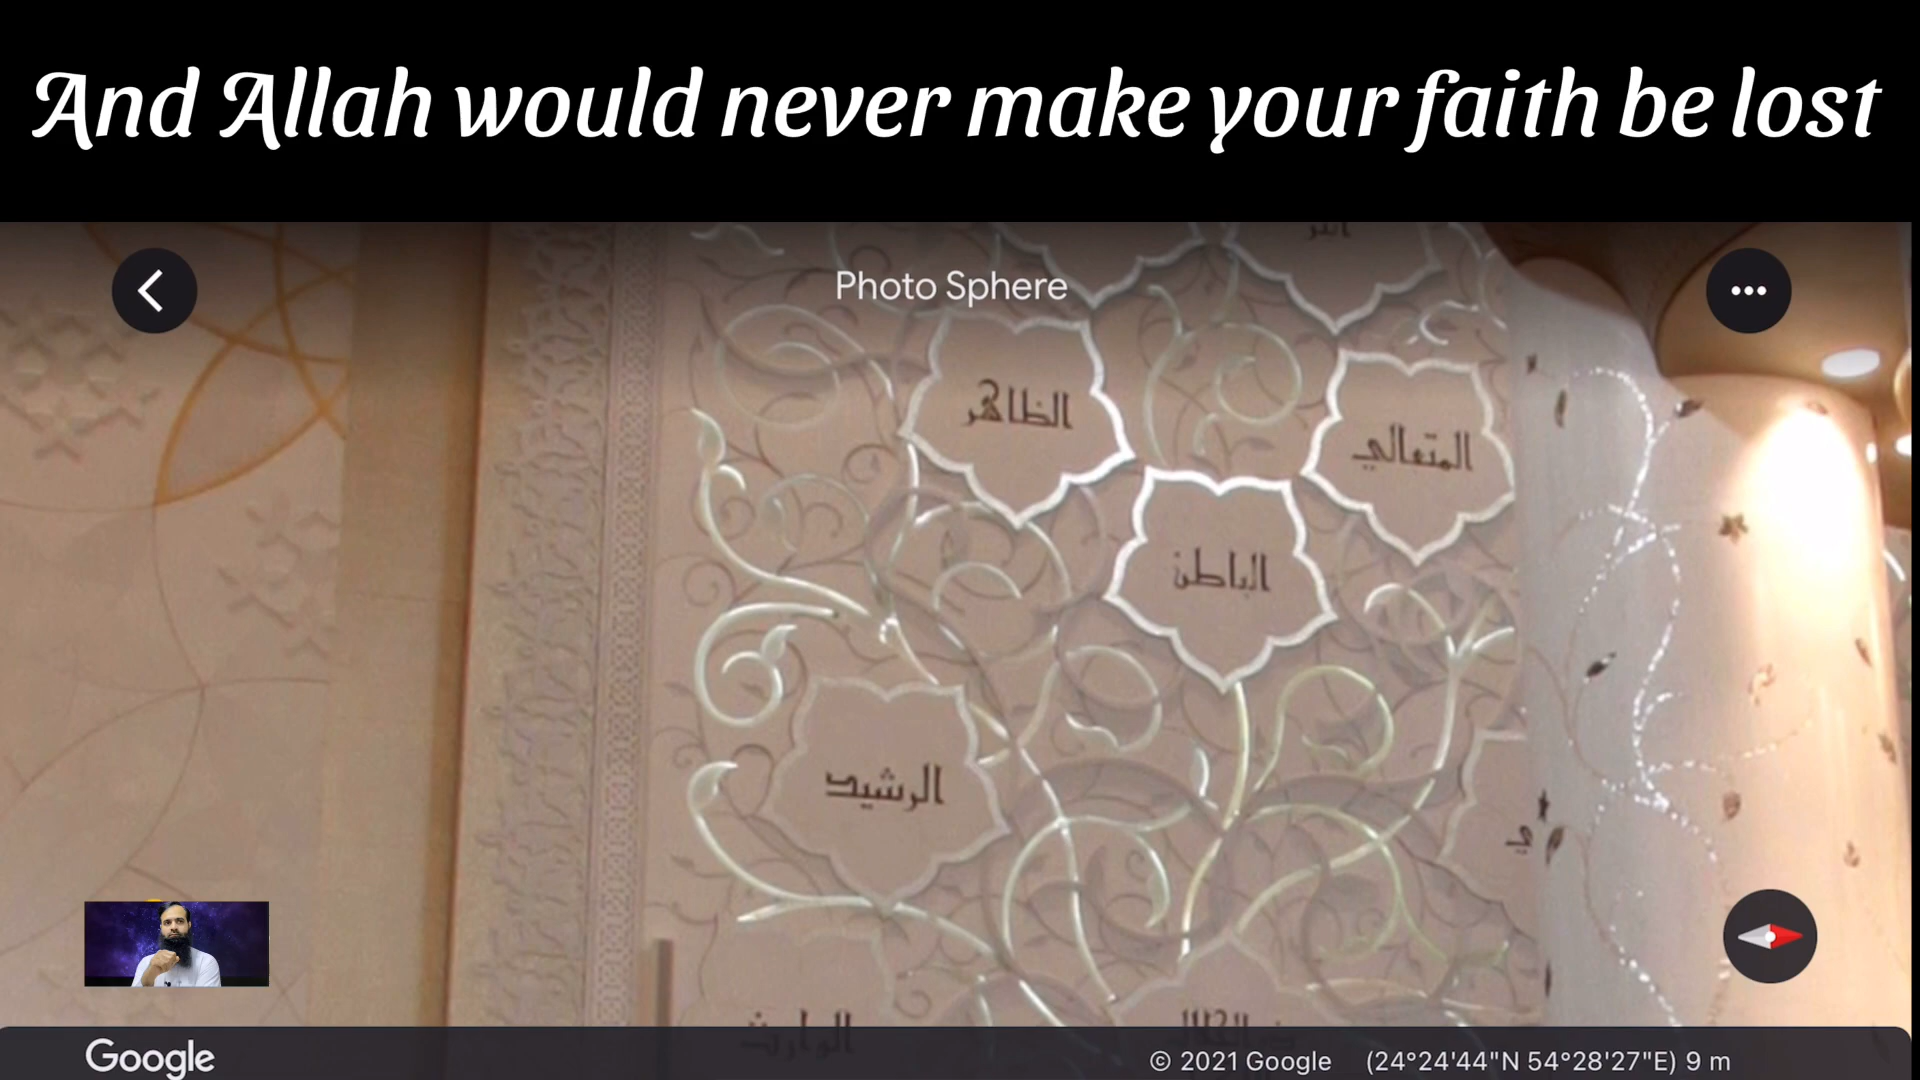 And Allah would never make your faith be lost
Photo Sphere
الظاهر
المتعالي
الباطن
الرشيد
الوارث
Google
© 2021 Google (24°24'44"N 54°28'27"E) 9 m